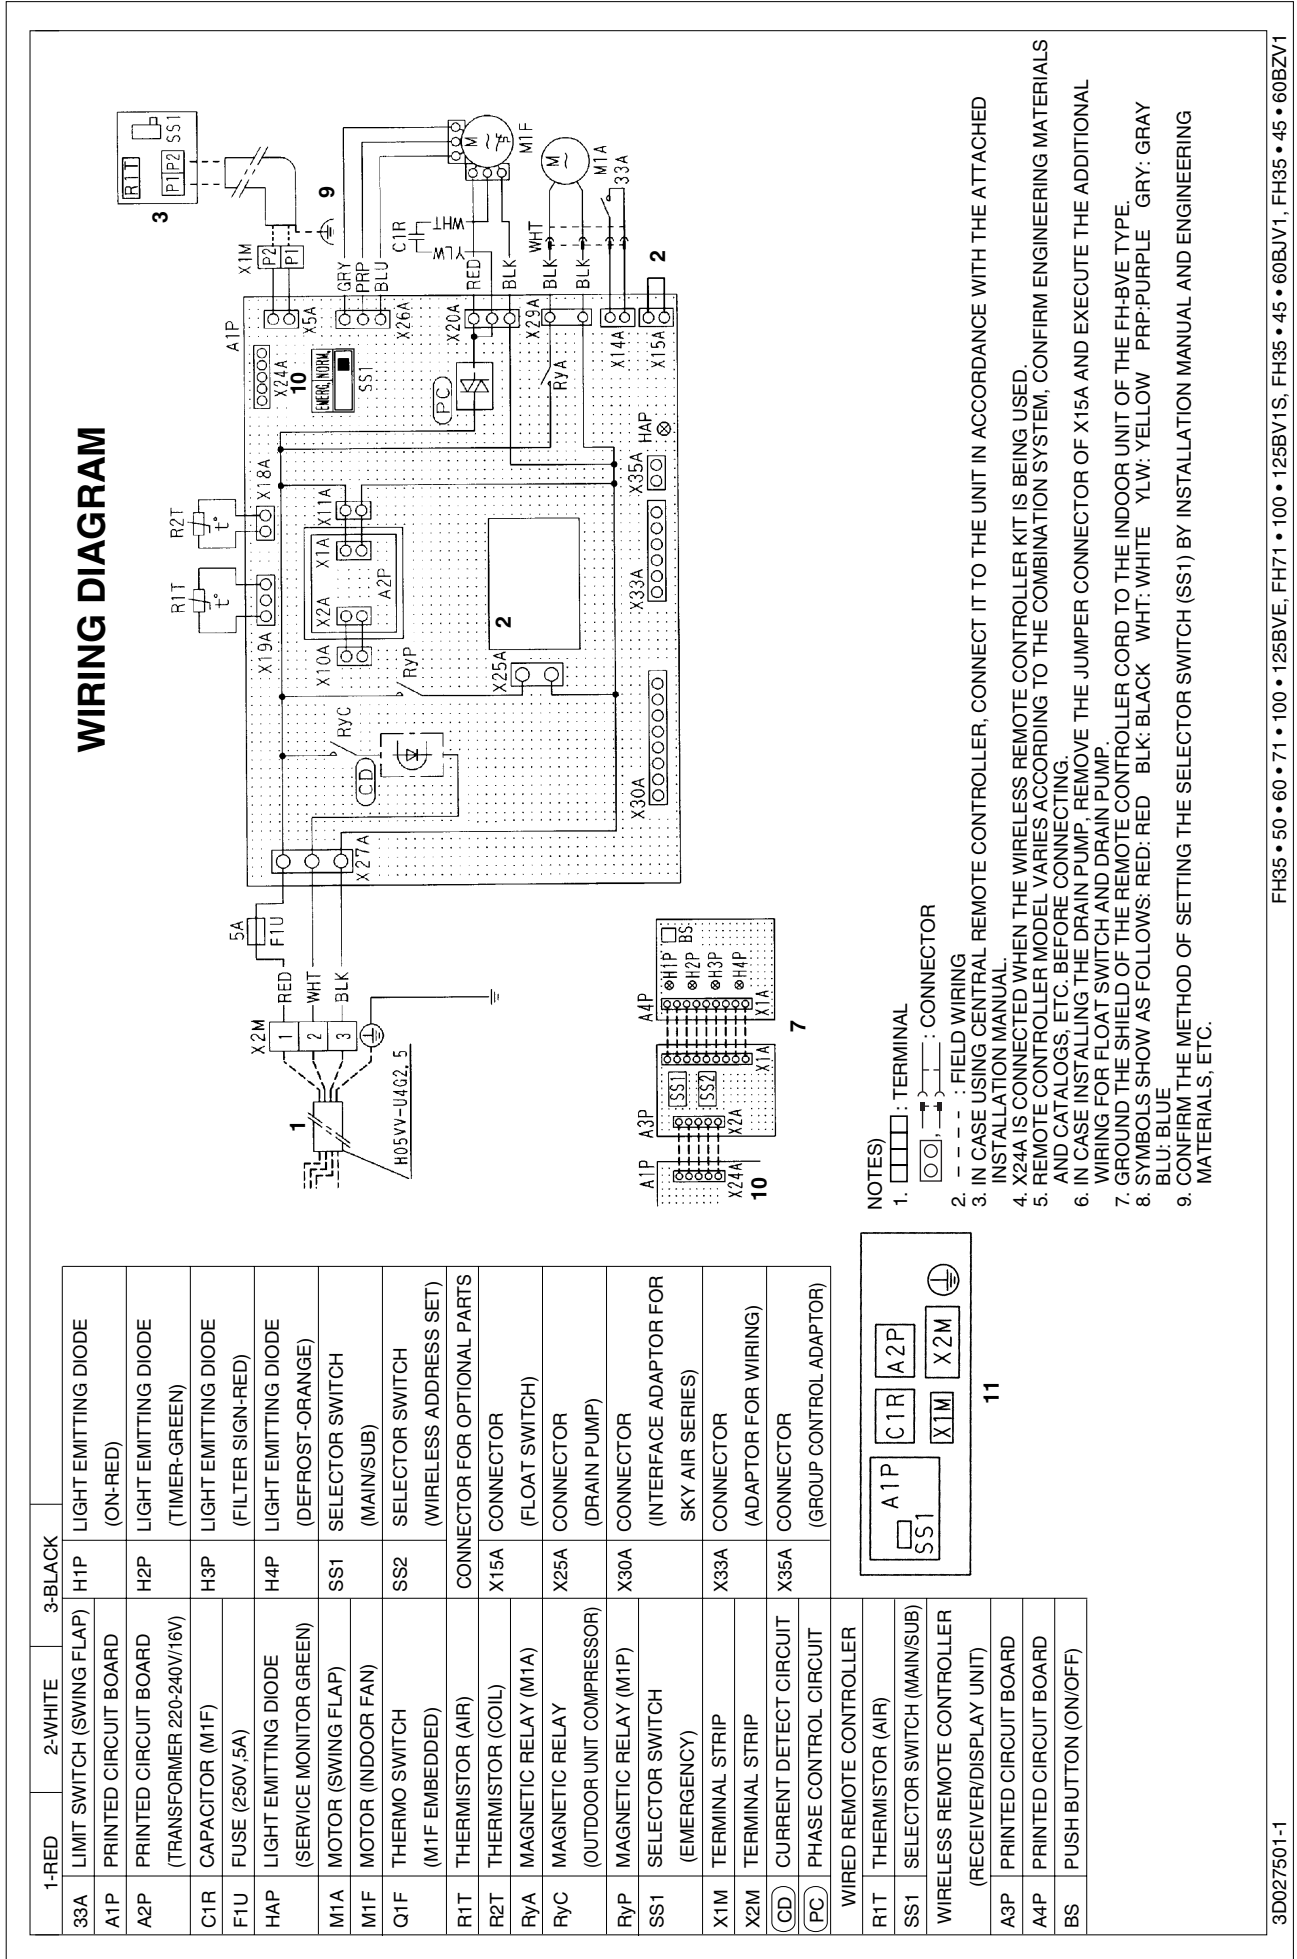 WIRING DIAGRAM
R1T
P1 P2
SS1
3
X1M
P2
P1
9
A1P
X5A
X24A
10
EMERG. NORM.
SS1
GRY
PRP
BLU
X26A
M
M1F
C1R
WHT
YLW
RED
BLK
X20A
PC
X29A
BLK
WHT
BLK
M
M1A
33A
RyA
X14A
X15A
2
R1T
t°
R2T
t°
X19A
X18A
X10A
X2A
X1A
X11A
A2P
RyP
RyC
CD
X25A
2
X30A
X33A
X35A
HAP
X27A
5A
F1U
X2M
1
2
3
RED
WHT
BLK
1
H05VV-U4G2.5
A1P
X24A
10
A3P
X2A
SS1
SS2
X1A
A4P
X1A
H1P
H2P
H3P
H4P
BS
7
NOTES)
1. : TERMINAL
, : CONNECTOR
2. : FIELD WIRING
3. IN CASE USING CENTRAL REMOTE CONTROLLER, CONNECT IT TO THE UNIT IN ACCORDANCE WITH THE ATTACHED
INSTALLATION MANUAL.
4. X24A IS CONNECTED WHEN THE WIRELESS REMOTE CONTROLLER KIT IS BEING USED.
5. REMOTE CONTROLLER MODEL VARIES ACCORDING TO THE COMBINATION SYSTEM, CONFIRM ENGINEERING MATERIALS
AND CATALOGS, ETC. BEFORE CONNECTING.
6. IN CASE INSTALLING THE DRAIN PUMP, REMOVE THE JUMPER CONNECTOR OF X15A AND EXECUTE THE ADDITIONAL
WIRING FOR FLOAT SWITCH AND DRAIN PUMP.
7. GROUND THE SHIELD OF THE REMOTE CONTROLLER CORD TO THE INDOOR UNIT OF THE FH-BVE TYPE.
8. SYMBOLS SHOW AS FOLLOWS: RED: RED BLK: BLACK WHT: WHITE YLW: YELLOW PRP:PURPLE GRY: GRAY
BLU: BLUE
9. CONFIRM THE METHOD OF SETTING THE SELECTOR SWITCH (SS1) BY INSTALLATION MANUAL AND ENGINEERING
MATERIALS, ETC.
1-RED 2-WHITE 3-BLACK
33A LIMIT SWITCH (SWING FLAP)
A1P PRINTED CIRCUIT BOARD
A2P PRINTED CIRCUIT BOARD
(TRANSFORMER 220-240V/16V)
C1R CAPACITOR (M1F)
F1U FUSE (250V,5A)
HAP LIGHT EMITTING DIODE
(SERVICE MONITOR GREEN)
M1A MOTOR (SWING FLAP)
M1F MOTOR (INDOOR FAN)
Q1F THERMO SWITCH
(M1F EMBEDDED)
R1T THERMISTOR (AIR)
R2T THERMISTOR (COIL)
RyA MAGNETIC RELAY (M1A)
RyC MAGNETIC RELAY
(OUTDOOR UNIT COMPRESSOR)
RyP MAGNETIC RELAY (M1P)
SS1 SELECTOR SWITCH
(EMERGENCY)
X1M TERMINAL STRIP
X2M TERMINAL STRIP
CD CURRENT DETECT CIRCUIT
PC PHASE CONTROL CIRCUIT
WIRED REMOTE CONTROLLER
R1T THERMISTOR (AIR)
SS1 SELECTOR SWITCH (MAIN/SUB)
WIRELESS REMOTE CONTROLLER
(RECEIVER/DISPLAY UNIT)
A3P PRINTED CIRCUIT BOARD
A4P PRINTED CIRCUIT BOARD
BS PUSH BUTTON (ON/OFF)
H1P LIGHT EMITTING DIODE
(ON-RED)
H2P LIGHT EMITTING DIODE
(TIMER-GREEN)
H3P LIGHT EMITTING DIODE
(FILTER SIGN-RED)
H4P LIGHT EMITTING DIODE
(DEFROST-ORANGE)
SS1 SELECTOR SWITCH
(MAIN/SUB)
SS2 SELECTOR SWITCH
(WIRELESS ADDRESS SET)
CONNECTOR FOR OPTIONAL PARTS
X15A CONNECTOR
(FLOAT SWITCH)
X25A CONNECTOR
(DRAIN PUMP)
X30A CONNECTOR
(INTERFACE ADAPTOR FOR
SKY AIR SERIES)
X33A CONNECTOR
(ADAPTOR FOR WIRING)
X35A CONNECTOR
(GROUP CONTROL ADAPTOR)
A1P
SS1
C1R
A2P
X1M
X2M
11
3D027501-1
FH35 • 50 • 60 • 71 • 100 • 125BVE, FH71 • 100 • 125BV1S, FH35 • 45 • 60BJV1, FH35 • 45 • 60BZV1